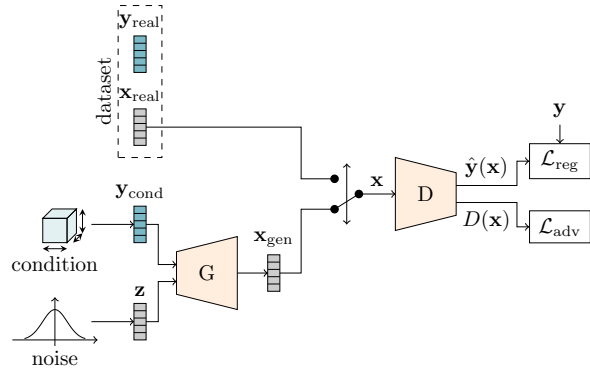 y_real
dataset
x_real
y
ŷ(x)
L_reg
x
D
D(x)
L_adv
y_cond
condition
x_gen
G
z
noise